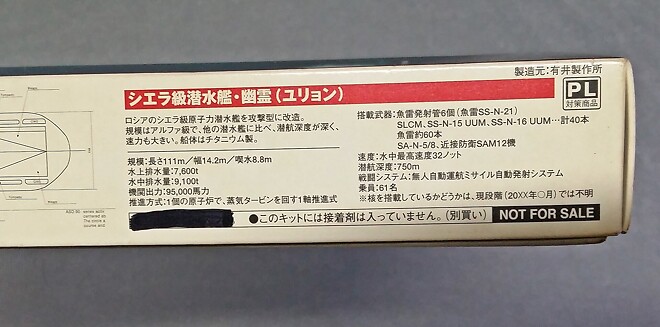 製造元：有井製作所
シエラ級潜水艦・幽霊（ユリョン）
PL
対策商品
ロシアのシエラ級原子力潜水艦を攻撃型に改造。
規模はアルファ級で、他の潜水艦に比べ、潜航深度が深く、
速力も大きい。船体はチタニウム製。
規模：長さ111m／幅14.2m／喫水8.8m
水上排水量：7,600t
水中排水量：9,100t
機関出力：95,000馬力
推進方式：1個の原子炉で、蒸気タービンを回す1軸推進式
搭載武器：魚雷発射管6個（魚雷SS-N-21）
SLCM、SS-N-15 UUM、SS-N-16 UUM…計40本
魚雷約60本
SA-N-5/8、近接防衛SAM12機
速度：水中最高速度32ノット
潜航深度：750m
戦闘システム：無人自動運航ミサイル自動発射システム
乗員：61名
※核を搭載しているかどうかは、現段階（20XX年○月）では不明
●このキットには接着剤は入っていません。（別買い）
NOT FOR SALE